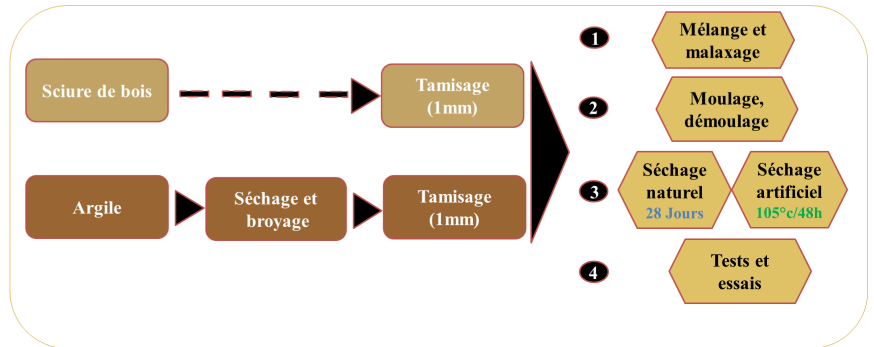 Sciure de bois
Tamisage
(1mm)
Argile
Séchage et
broyage
Tamisage
(1mm)
1
Mélange et
malaxage
2
Moulage,
démoulage
3
Séchage
naturel
28 Jours
Séchage
artificiel
105°c/48h
4
Tests et
essais